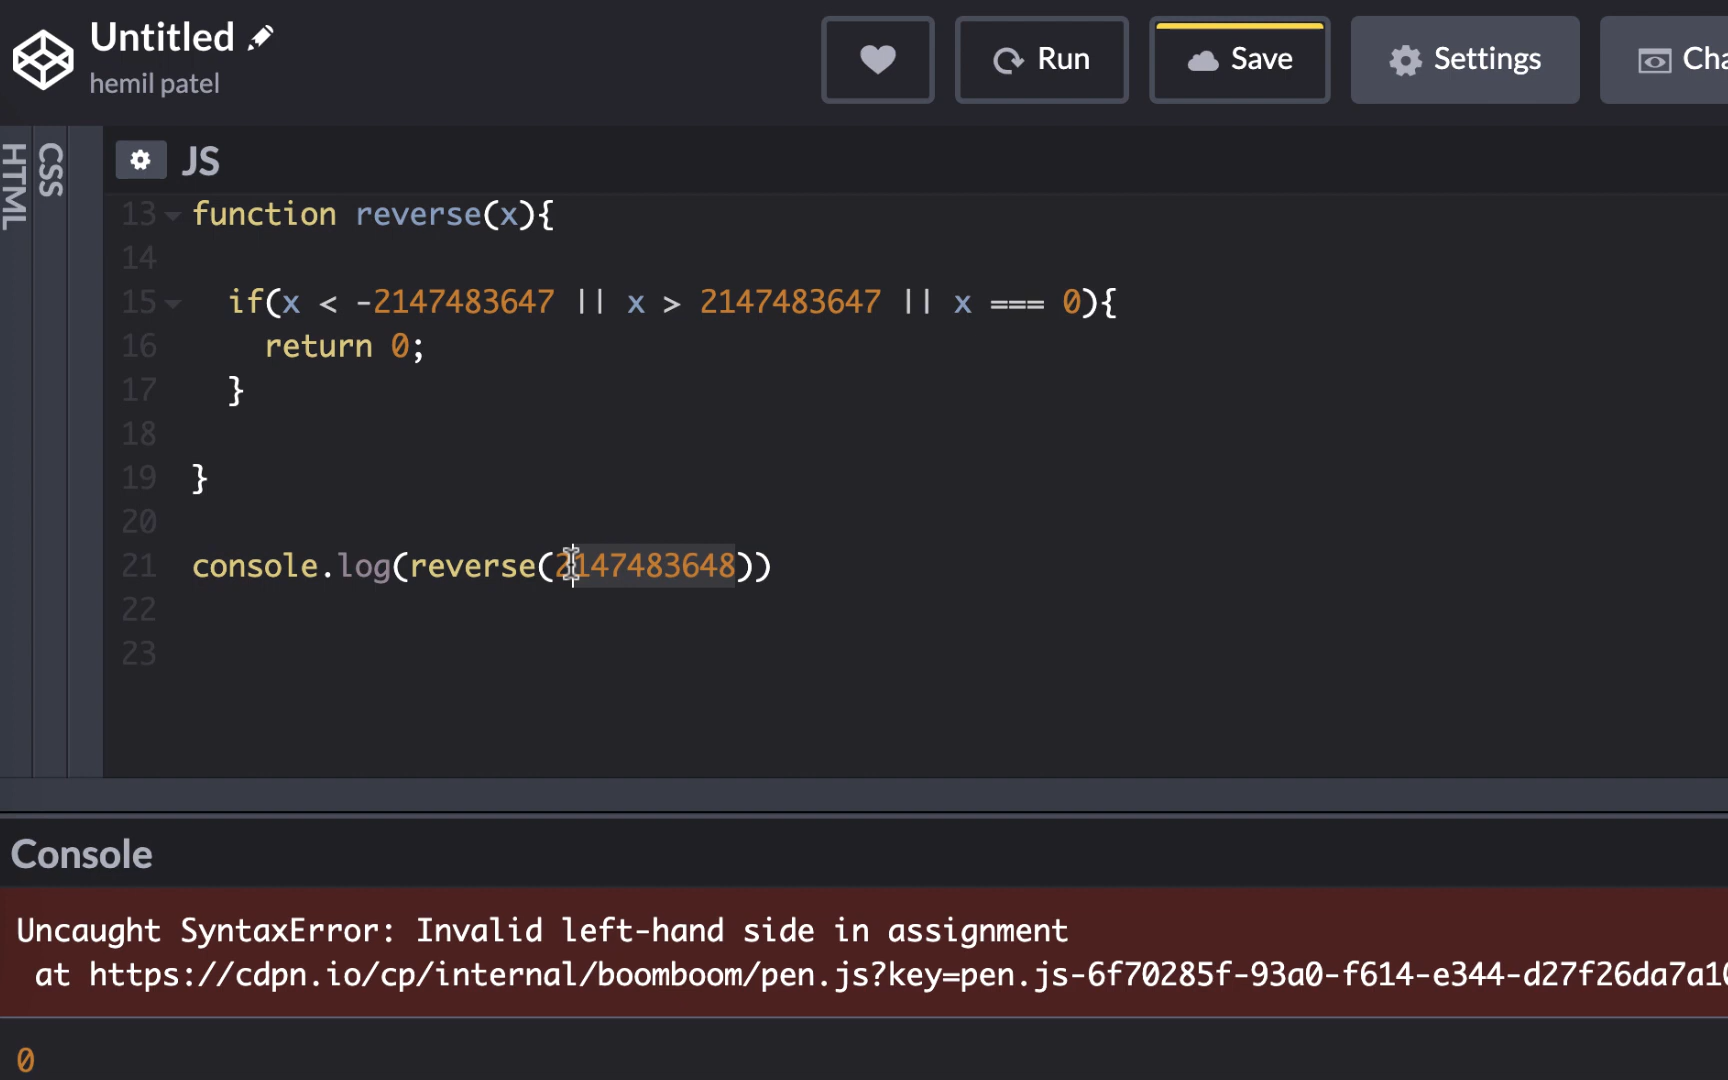 Untitled
hemil patel
Run
Save
Settings
HTML
CSS
JS
13 function reverse(x){
14
15 if(x < -2147483647 || x > 2147483647 || x === 0){
16 return 0;
17 }
18
19 }
20
21 console.log(reverse(2147483648))
22
23
Console
Uncaught SyntaxError: Invalid left-hand side in assignment
at https://cdpn.io/cp/internal/boomboom/pen.js?key=pen.js-6f70285f-93a0-f614-e344-d27f26da7a1
0